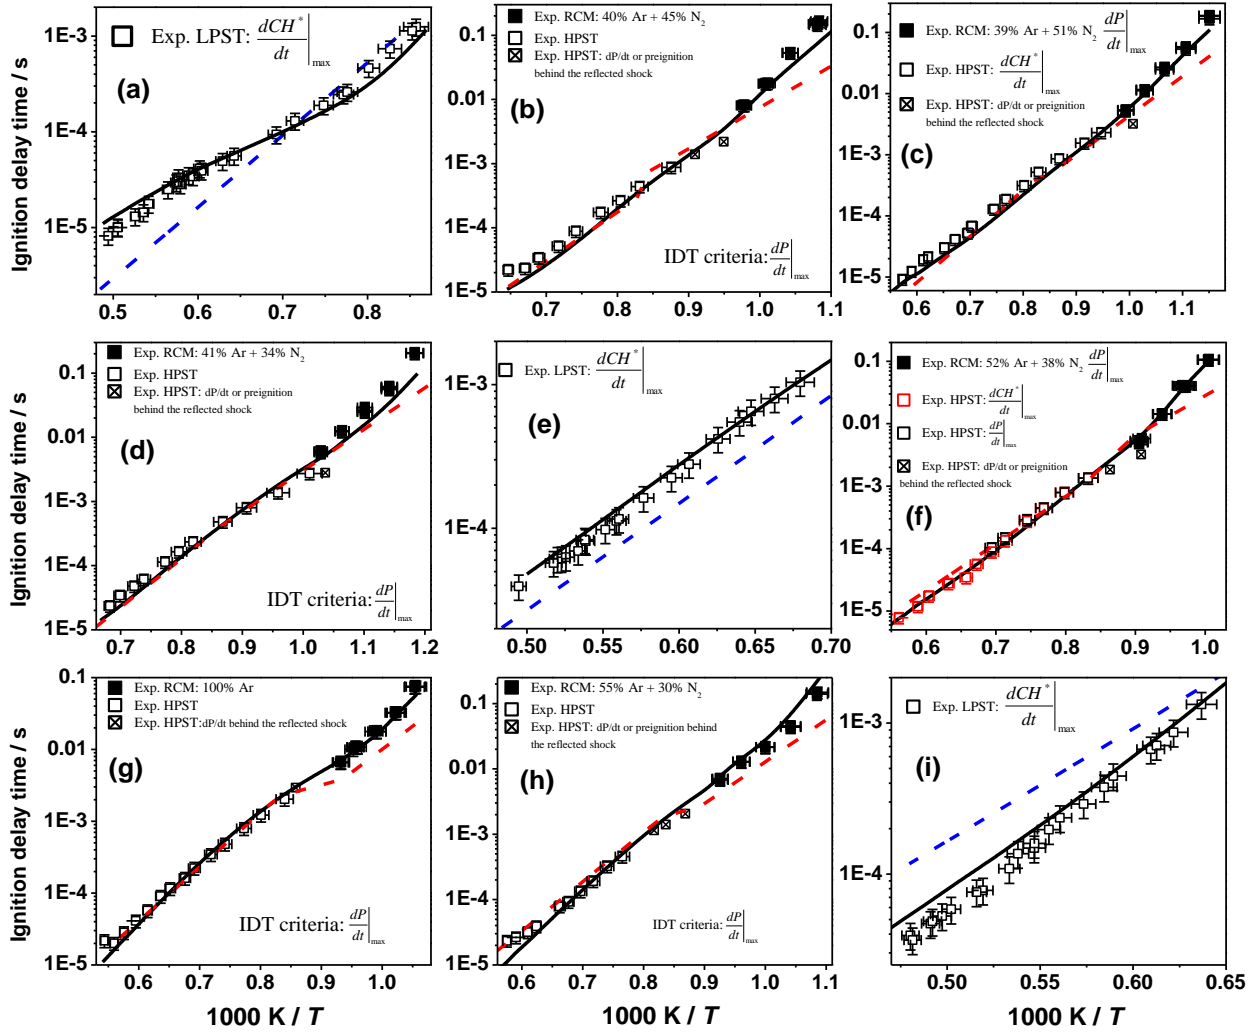 Ignition delay time / s
1E-3
1E-4
1E-5
0.5 0.6 0.7 0.8
(a)
Exp. LPST: dCH*/dt|max
0.1
0.01
1E-3
1E-4
1E-5
0.7 0.8 0.9 1.0 1.1
(b)
Exp. RCM: 40% Ar + 45% N2
Exp. HPST
Exp. HPST: dP/dt or preignition
behind the reflected shock
IDT criteria: dP/dt|max
0.1
0.01
1E-3
1E-4
1E-5
0.6 0.7 0.8 0.9 1.0 1.1
(c)
Exp. RCM: 39% Ar + 51% N2 dP/dt|max
Exp. HPST: dCH*/dt|max
Exp. HPST: dP/dt or preignition
behind the reflected shock
Ignition delay time / s
0.1
0.01
1E-3
1E-4
1E-5
0.7 0.8 0.9 1.0 1.1 1.2
(d)
Exp. RCM: 41% Ar + 34% N2
Exp. HPST
Exp. HPST: dP/dt or preignition
behind the reflected shock
IDT criteria: dP/dt|max
1E-3
1E-4
0.50 0.55 0.60 0.65 0.70
(e)
Exp. LPST: dCH*/dt|max
0.1
0.01
1E-3
1E-4
1E-5
0.6 0.7 0.8 0.9 1.0
(f)
Exp. RCM: 52% Ar + 38% N2 dP/dt|max
Exp. HPST: dCH*/dt|max
Exp. HPST: dP/dt|max
Exp. HPST: dP/dt or preignition
behind the reflected shock
Ignition delay time / s
0.1
0.01
1E-3
1E-4
1E-5
0.6 0.7 0.8 0.9 1.0
1000 K / T
(g)
Exp. RCM: 100% Ar
Exp. HPST
Exp. HPST:dP/dt behind the reflected shock
IDT criteria: dP/dt|max
0.1
0.01
1E-3
1E-4
1E-5
0.6 0.7 0.8 0.9 1.0 1.1
1000 K / T
(h)
Exp. RCM: 55% Ar + 30% N2
Exp. HPST
Exp. HPST: dP/dt or preignition behind
the reflected shock
IDT criteria: dP/dt|max
1E-3
1E-4
0.50 0.55 0.60 0.65
1000 K / T
(i)
Exp. LPST: dCH*/dt|max